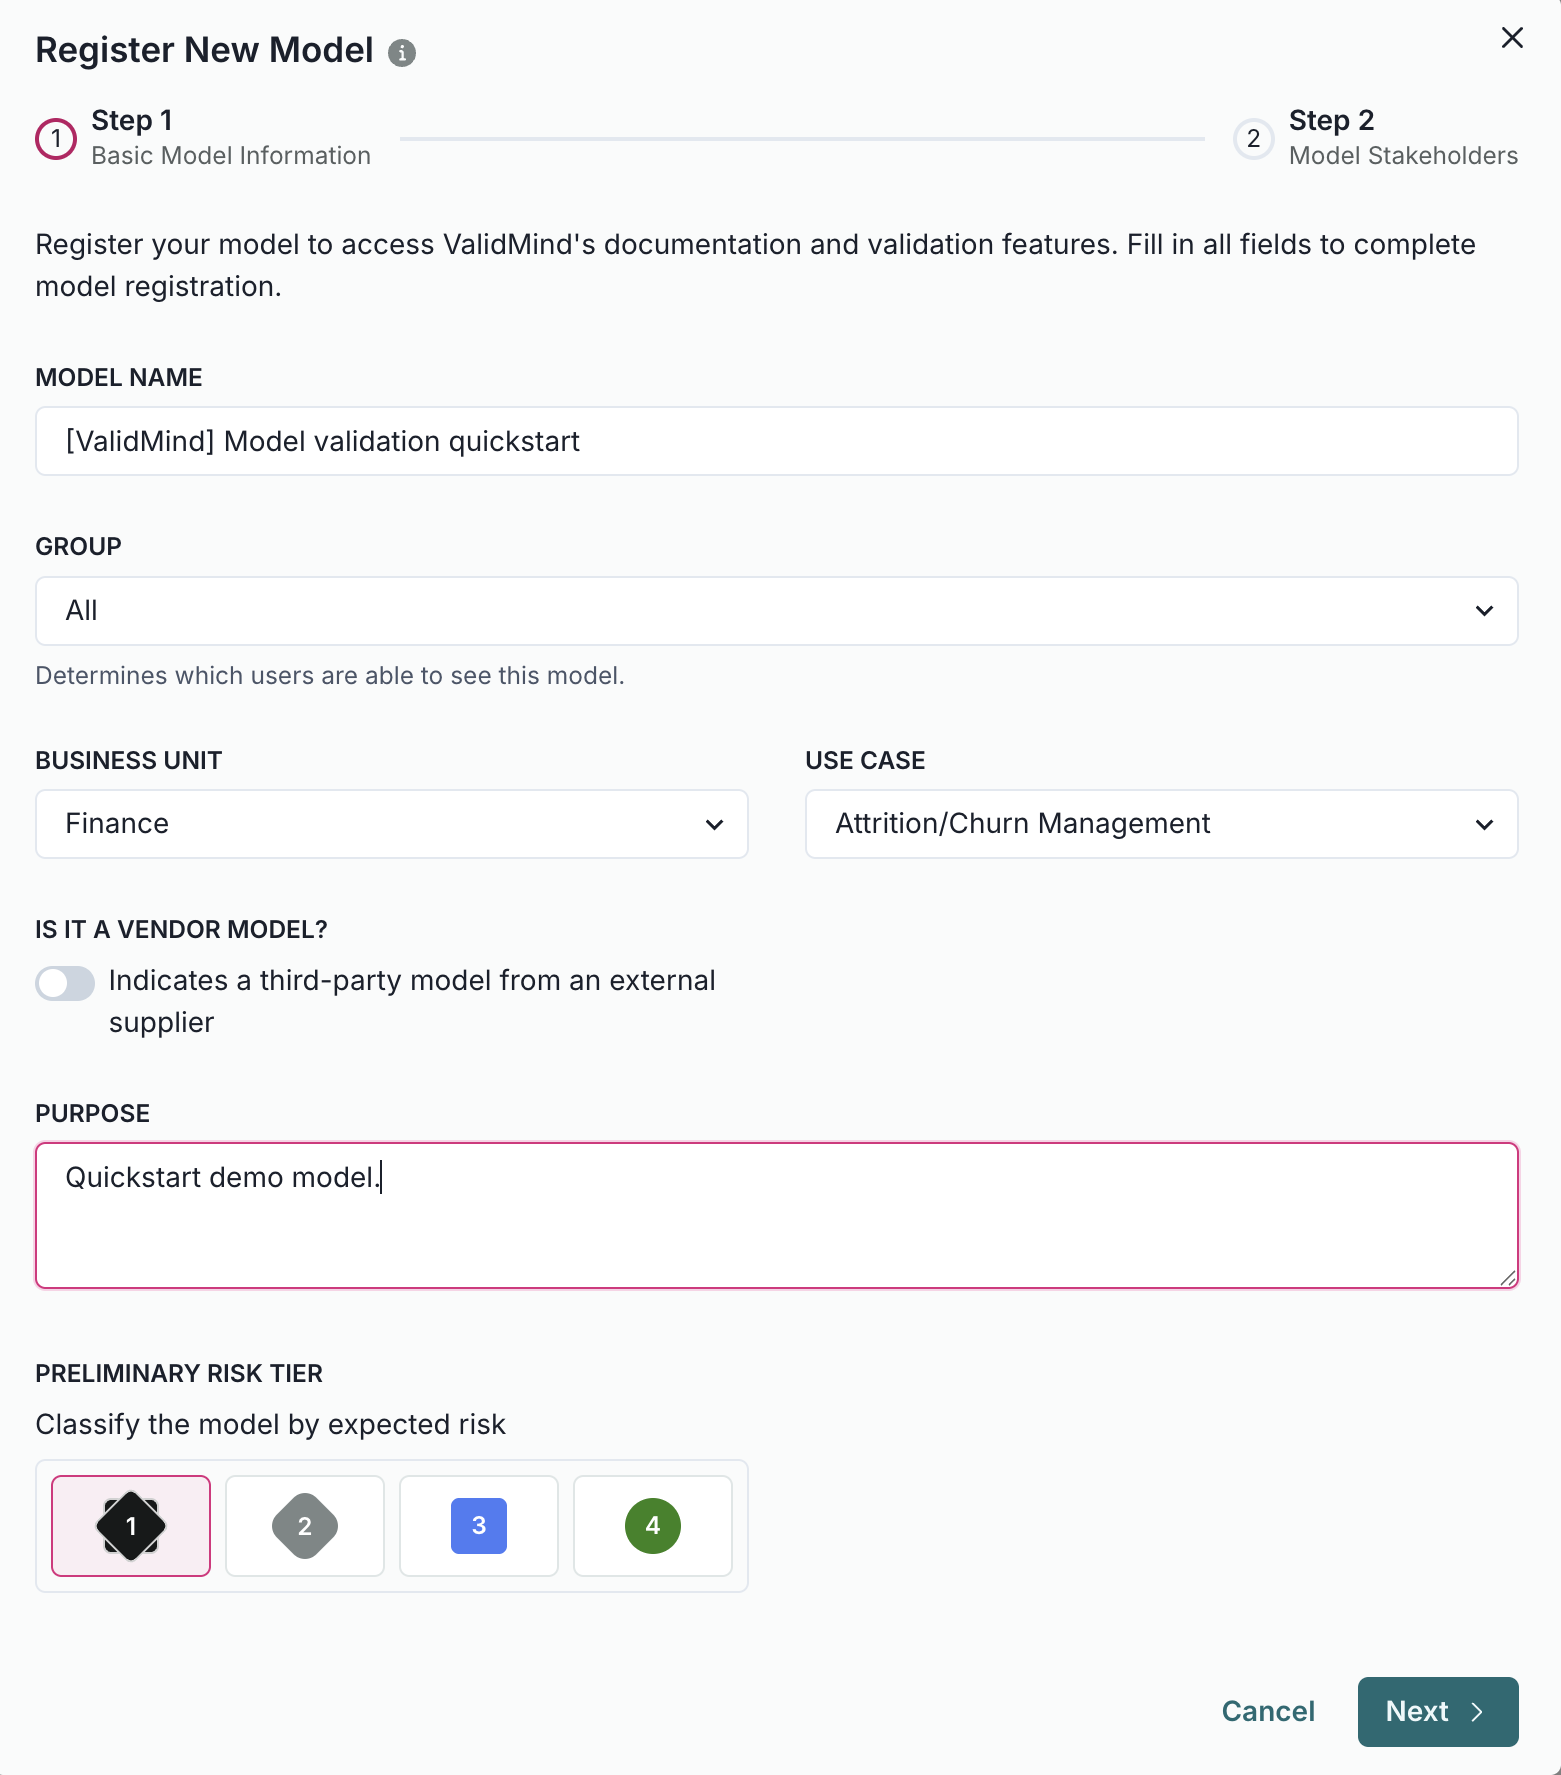 Register New Model
1
Step 1
Basic Model Information
2
Step 2
Model Stakeholders
Register your model to access ValidMind's documentation and validation features. Fill in all fields to complete
model registration.
MODEL NAME
[ValidMind] Model validation quickstart
GROUP
All
Determines which users are able to see this model.
BUSINESS UNIT
Finance
USE CASE
Attrition/Churn Management
IS IT A VENDOR MODEL?
Indicates a third-party model from an external
supplier
PURPOSE
Quickstart demo model.
PRELIMINARY RISK TIER
Classify the model by expected risk
1 2 3 4
Cancel Next